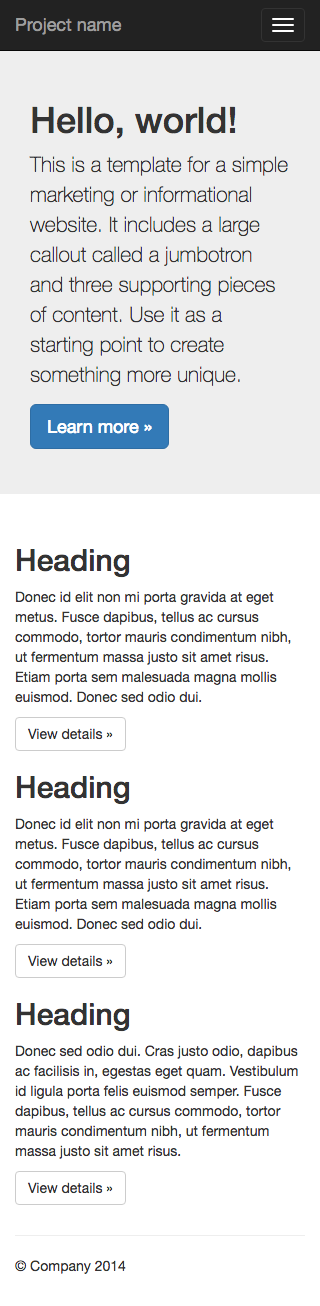 Project name
Hello, world!
This is a template for a simple
marketing or informational
website. It includes a large
callout called a jumbotron
and three supporting pieces
of content. Use it as a
starting point to create
something more unique.
Learn more »
Heading
Donec id elit non mi porta gravida at eget
metus. Fusce dapibus, tellus ac cursus
commodo, tortor mauris condimentum nibh,
ut fermentum massa justo sit amet risus.
Etiam porta sem malesuada magna mollis
euismod. Donec sed odio dui.
View details »
Heading
Donec id elit non mi porta gravida at eget
metus. Fusce dapibus, tellus ac cursus
commodo, tortor mauris condimentum nibh,
ut fermentum massa justo sit amet risus.
Etiam porta sem malesuada magna mollis
euismod. Donec sed odio dui.
View details »
Heading
Donec sed odio dui. Cras justo odio, dapibus
ac facilisis in, egestas eget quam. Vestibulum
id ligula porta felis euismod semper. Fusce
dapibus, tellus ac cursus commodo, tortor
mauris condimentum nibh, ut fermentum
massa justo sit amet risus.
View details »
© Company 2014